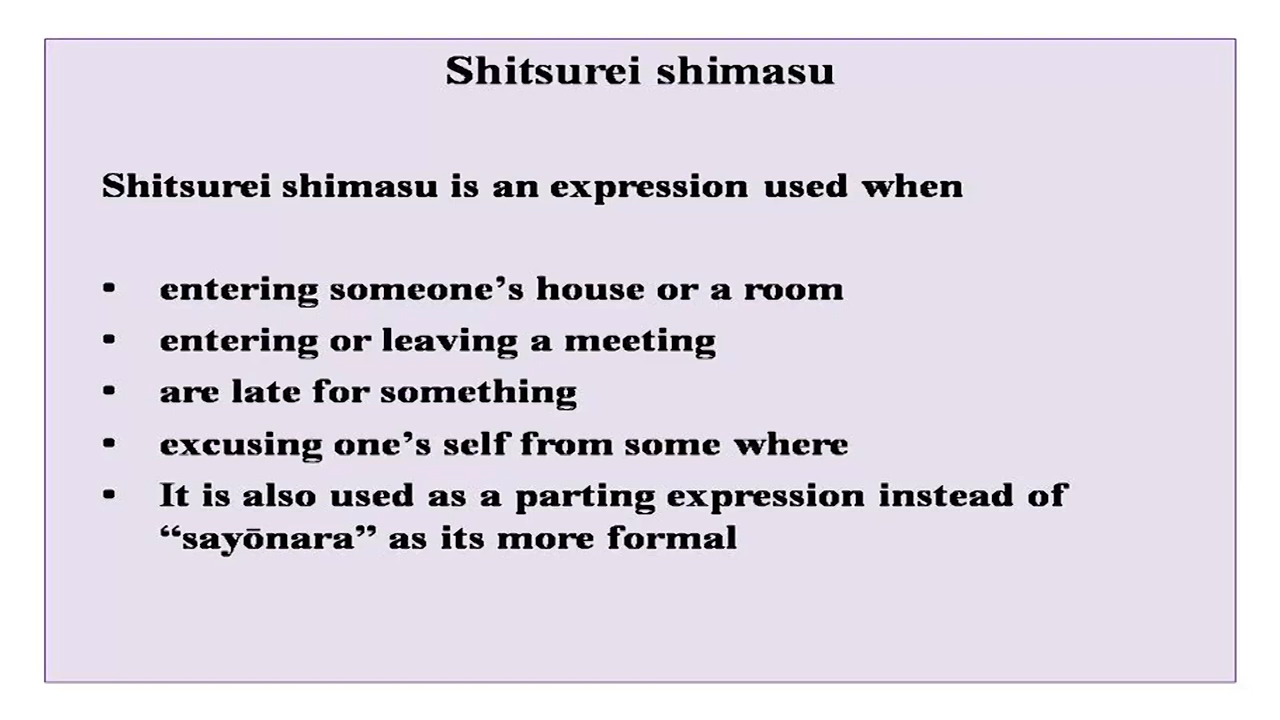 Shitsurei shimasu
Shitsurei shimasu is an expression used when
• entering someone’s house or a room
• entering or leaving a meeting
• are late for something
• excusing one’s self from some where
• It is also used as a parting expression instead of
“sayōnara” as its more formal